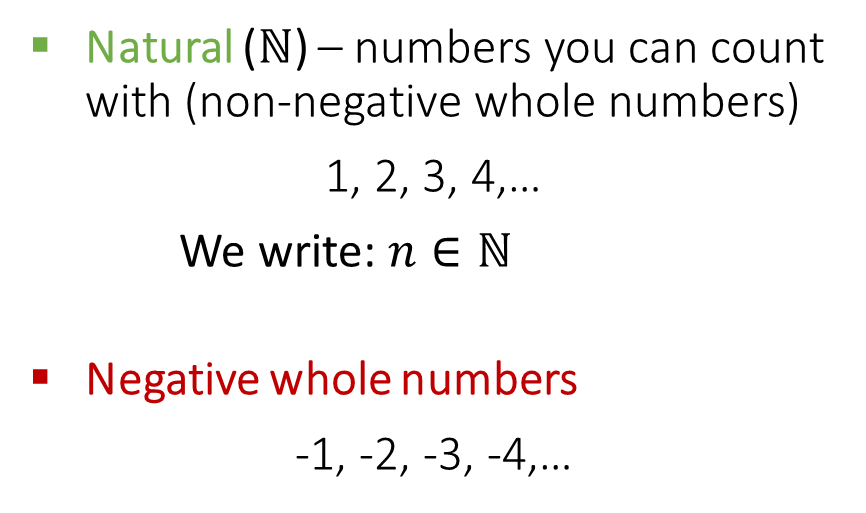 ▪ Natural (ℕ) – numbers you can count
with (non-negative whole numbers)
1, 2, 3, 4,...
We write: 𝑛 ∈ ℕ
▪ Negative whole numbers
-1, -2, -3, -4,...